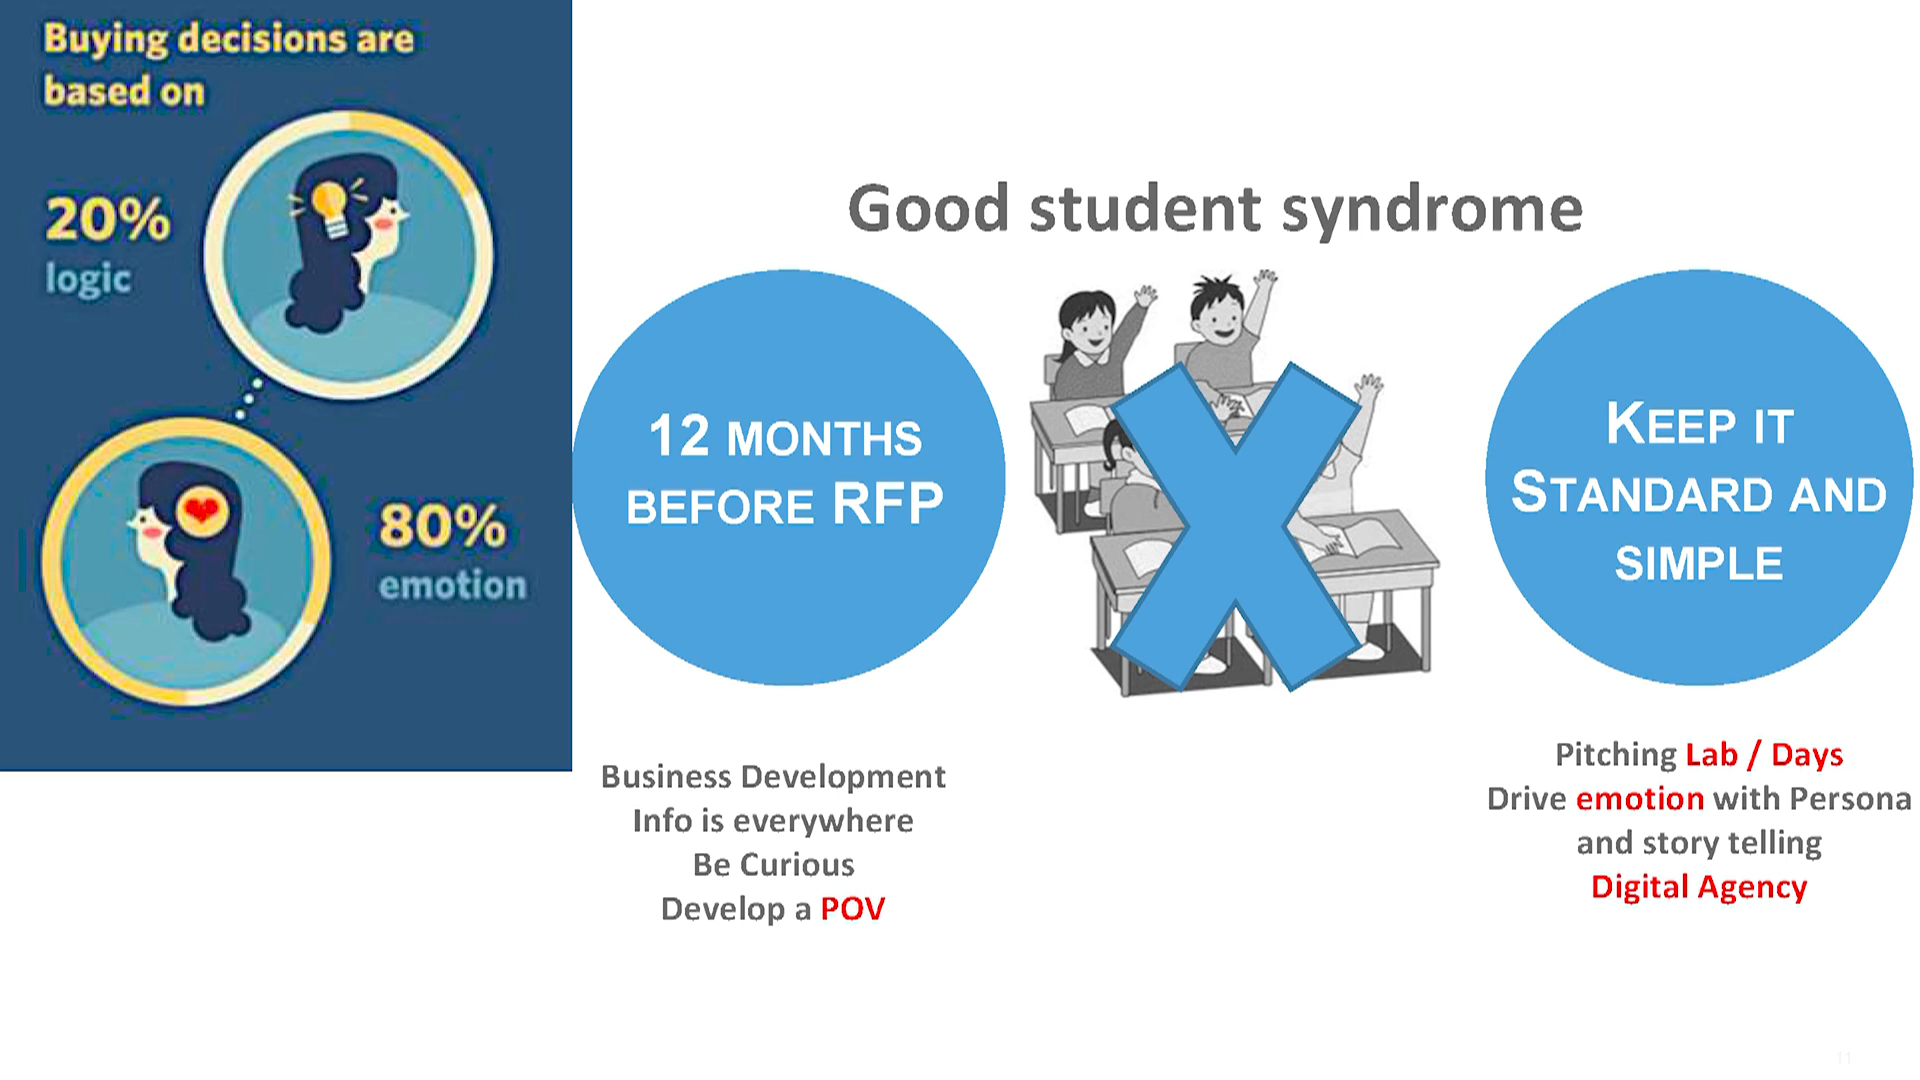 Buying decisions are
based on
20%
logic
80%
emotion
Good student syndrome
12 MONTHS
BEFORE RFP
KEEP IT
STANDARD AND
SIMPLE
Business Development
Info is everywhere
Be Curious
Develop a POV
Pitching Lab / Days
Drive emotion with Persona
and story telling
Digital Agency
11